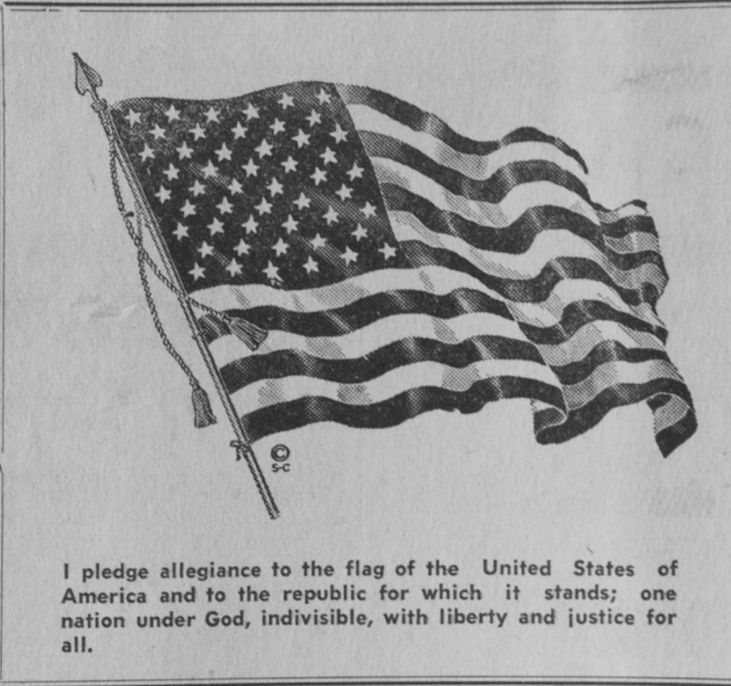 ©
S-C
I pledge allegiance to the flag of the United States of
America and to the republic for which it stands; one
nation under God, indivisible, with liberty and justice for
all.